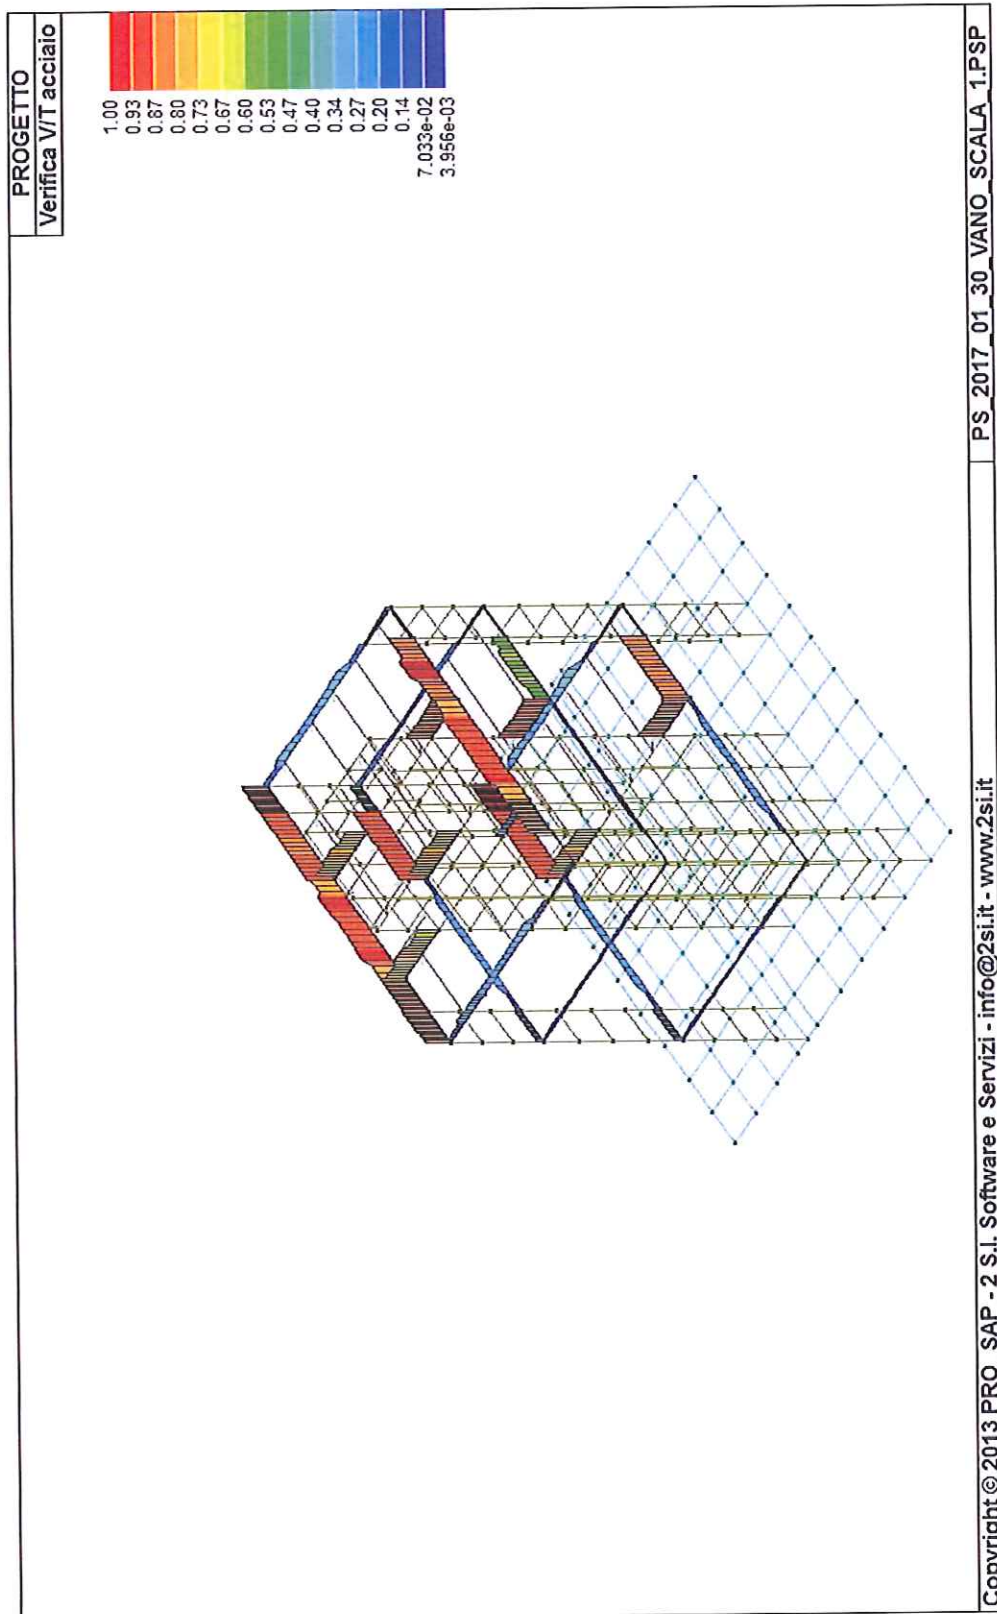 PROGETTO
Verifica V/T acciaio
1.00
0.93
0.87
0.80
0.73
0.67
0.60
0.53
0.47
0.40
0.34
0.27
0.20
0.14
7.033e-02
3.956e-03
Copyright © 2013 PRO_SAP - 2 S.I. Software e Servizi - info@2si.it - www.2si.it
PS_2017_01_30_VANO_SCALA_1.PSP